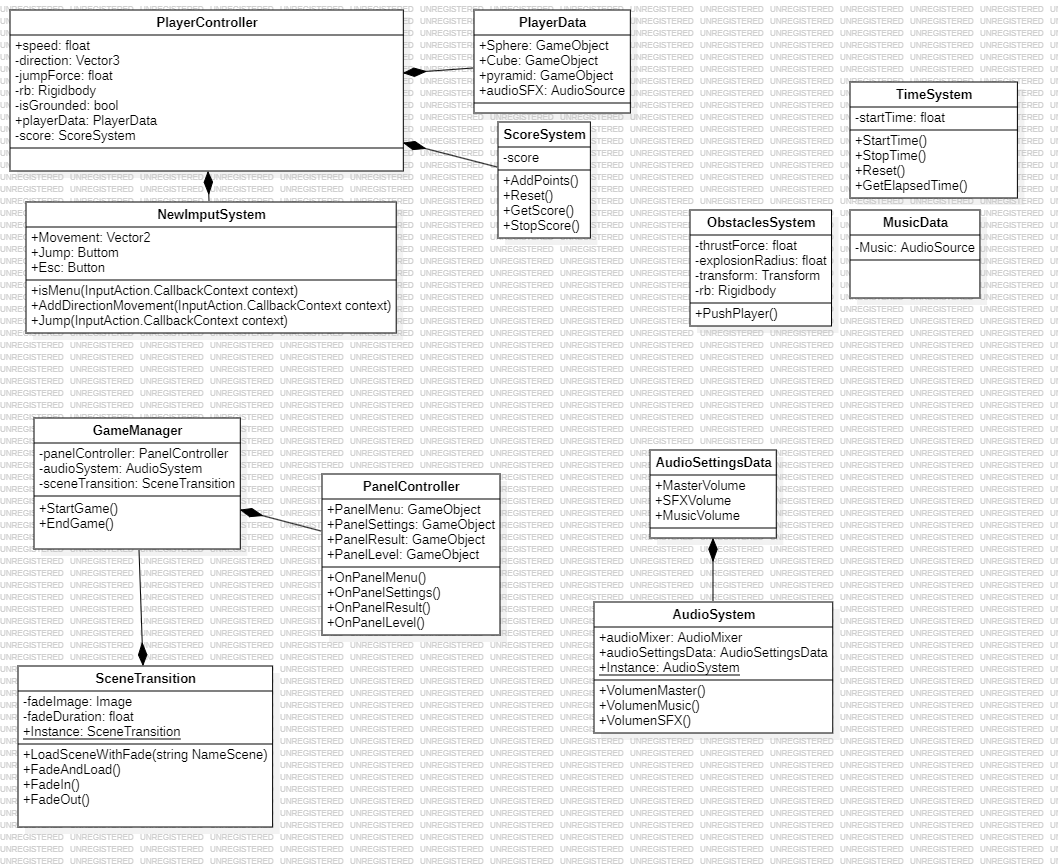 PlayerController
+speed: float
-direction: Vector3
-jumpForce: float
-rb: Rigidbody
-isGrounded: bool
+playerData: PlayerData
-score: ScoreSystem
PlayerData
+Sphere: GameObject
+Cube: GameObject
+pyramid: GameObject
+audioSFX: AudioSource
ScoreSystem
-score
+AddPoints()
+Reset()
+GetScore()
+StopScore()
TimeSystem
-startTime: float
+StartTime()
+StopTime()
+Reset()
+GetElapsedTime()
NewImputSystem
+Movement: Vector2
+Jump: Buttom
+Esc: Button
+isMenu(InputAction.CallbackContext context)
+AddDirectionMovement(InputAction.CallbackContext context)
+Jump(InputAction.CallbackContext context)
ObstaclesSystem
-thrustForce: float
-explosionRadius: float
-transform: Transform
-rb: Rigidbody
+PushPlayer()
MusicData
-Music: AudioSource
GameManager
-panelController: PanelController
-audioSystem: AudioSystem
-sceneTransition: SceneTransition
+StartGame()
+EndGame()
PanelController
+PanelMenu: GameObject
+PanelSettings: GameObject
+PanelResult: GameObject
+PanelLevel: GameObject
+OnPanelMenu()
+OnPanelSettings()
+OnPanelResult()
+OnPanelLevel()
AudioSettingsData
+MasterVolume
+SFXVolume
+MusicVolume
AudioSystem
+audioMixer: AudioMixer
+audioSettingsData: AudioSettingsData
+Instance: AudioSystem
+VolumenMaster()
+VolumenMusic()
+VolumenSFX()
SceneTransition
-fadeImage: Image
-fadeDuration: float
+Instance: SceneTransition
+LoadSceneWithFade(string NameScene)
+FadeAndLoad()
+FadeIn()
+FadeOut()
UNREGISTERED